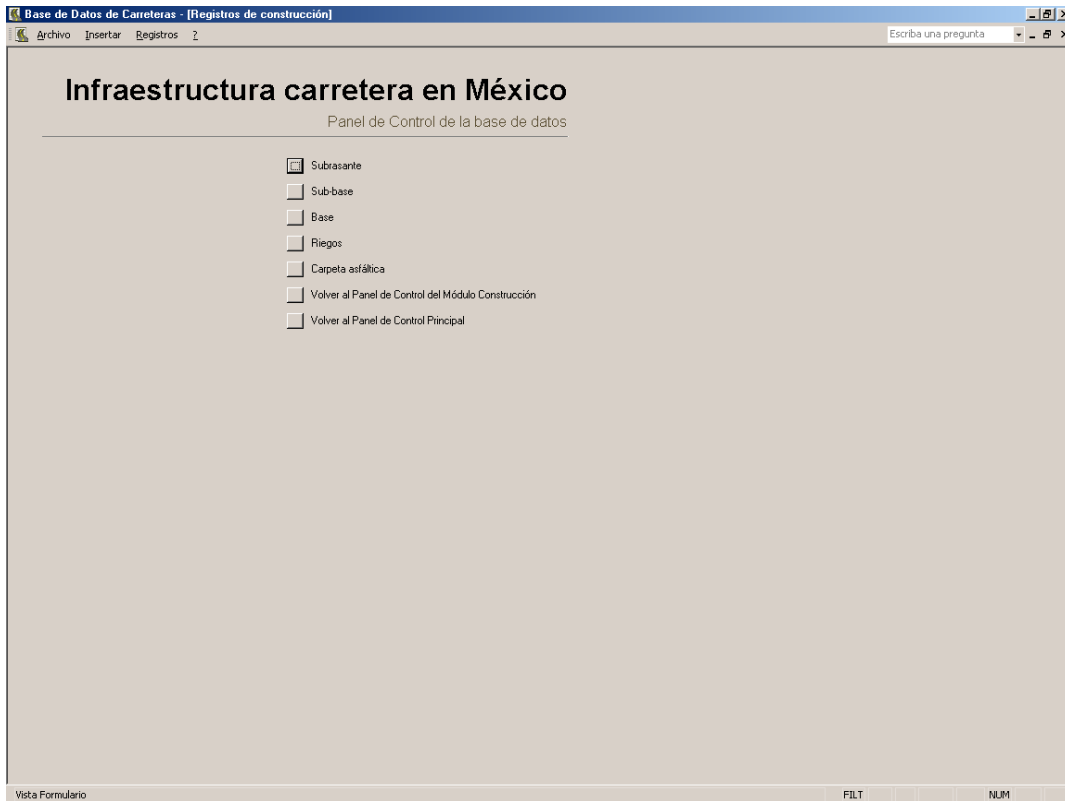 Base de Datos de Carreteras - [Registros de construcción]
Archivo Insertar Registros ? Escriba una pregunta
Infraestructura carretera en México
Panel de Control de la base de datos
Subrasante
Sub-base
Base
Riegos
Carpeta asfáltica
Volver al Panel de Control del Módulo Construcción
Volver al Panel de Control Principal
Vista Formulario FILT NUM